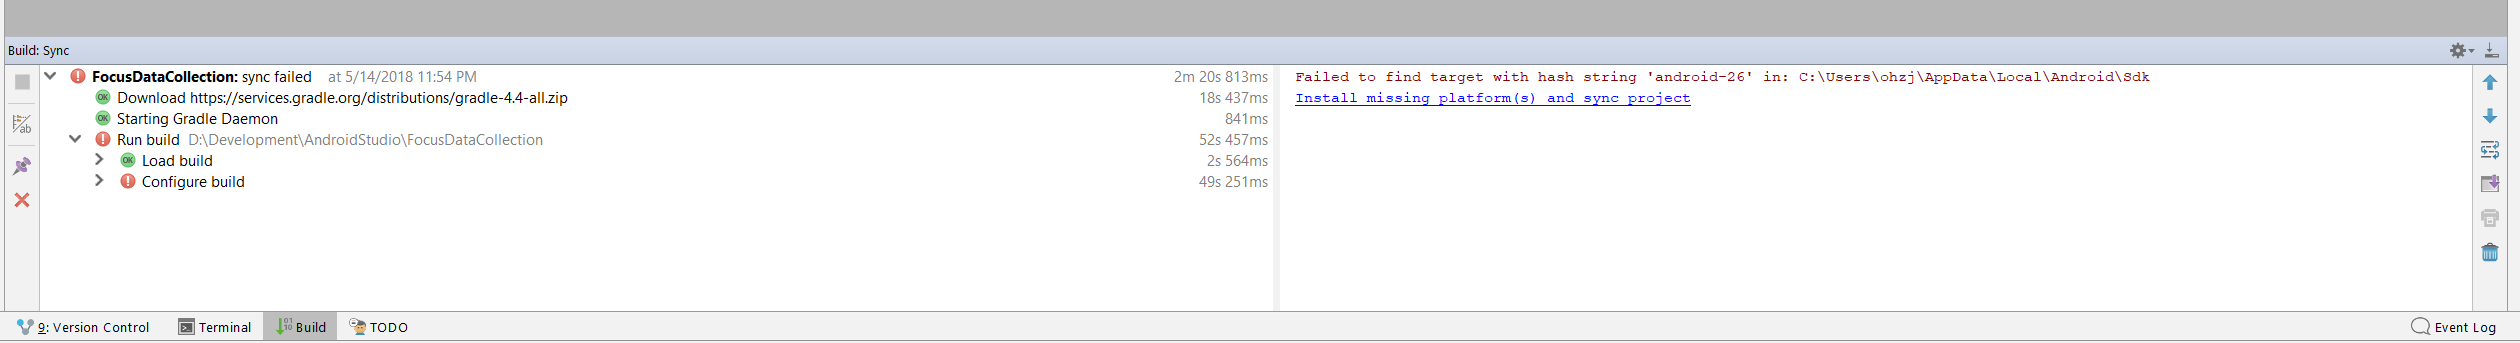 Build: Sync
FocusDataCollection: sync failed at 5/14/2018 11:54 PM 2m 20s 813ms
Download https://services.gradle.org/distributions/gradle-4.4-all.zip 18s 437ms
Starting Gradle Daemon 841ms
Run build D:\Development\AndroidStudio\FocusDataCollection 52s 457ms
Load build 2s 564ms
Configure build 49s 251ms
Failed to find target with hash string 'android-26' in: C:\Users\ohzj\AppData\Local\Android\Sdk
Install missing platform(s) and sync project
9: Version Control Terminal Build TODO Event Log